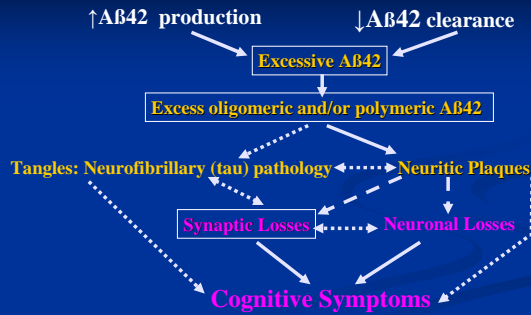 ↑Aß42 production
↓Aß42 clearance
Excessive Aß42
Excess oligomeric and/or polymeric Aß42
Tangles: Neurofibrillary (tau) pathology
Neuritic Plaques
Synaptic Losses
Neuronal Losses
Cognitive Symptoms